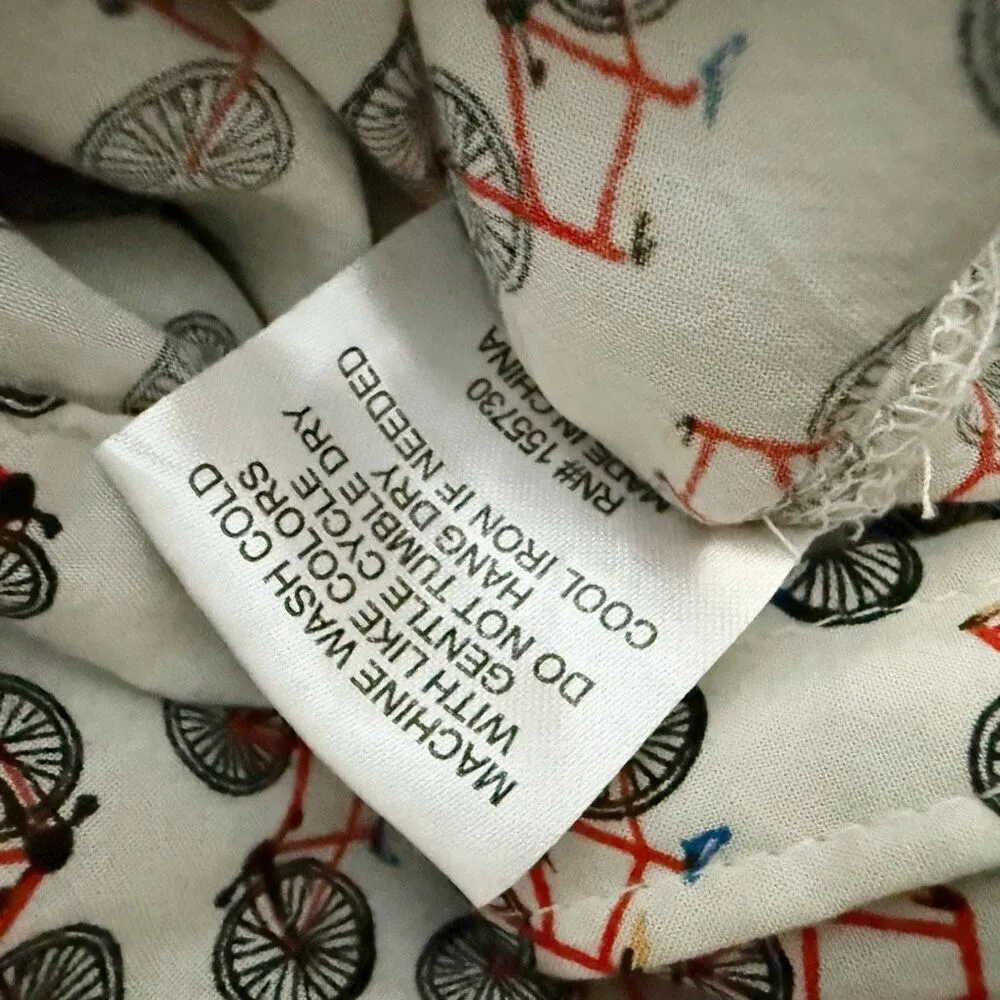 MACHINE WASH COLD
WITH LIKE COLORS
GENTLE CYCLE
DO NOT TUMBLE DRY
HANG DRY
COOL IRON IF NEEDED
RN# 155730
MADE IN CHINA